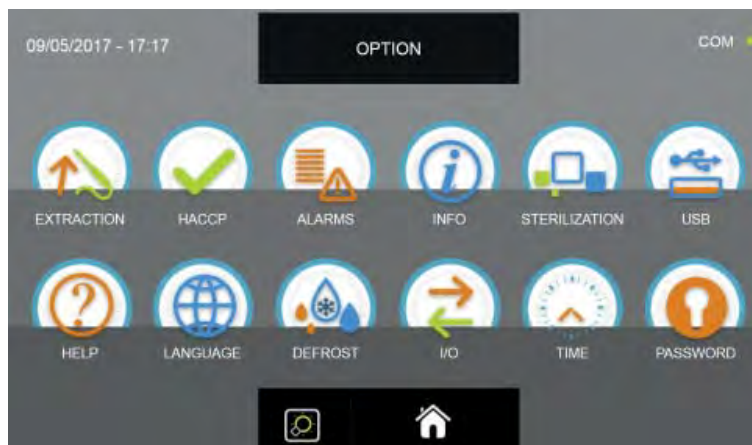 09/05/2017 - 17:17 OPTION COM
EXTRACTION HACCP ALARMS INFO STERILIZATION USB
HELP LANGUAGE DEFROST I/O TIME PASSWORD